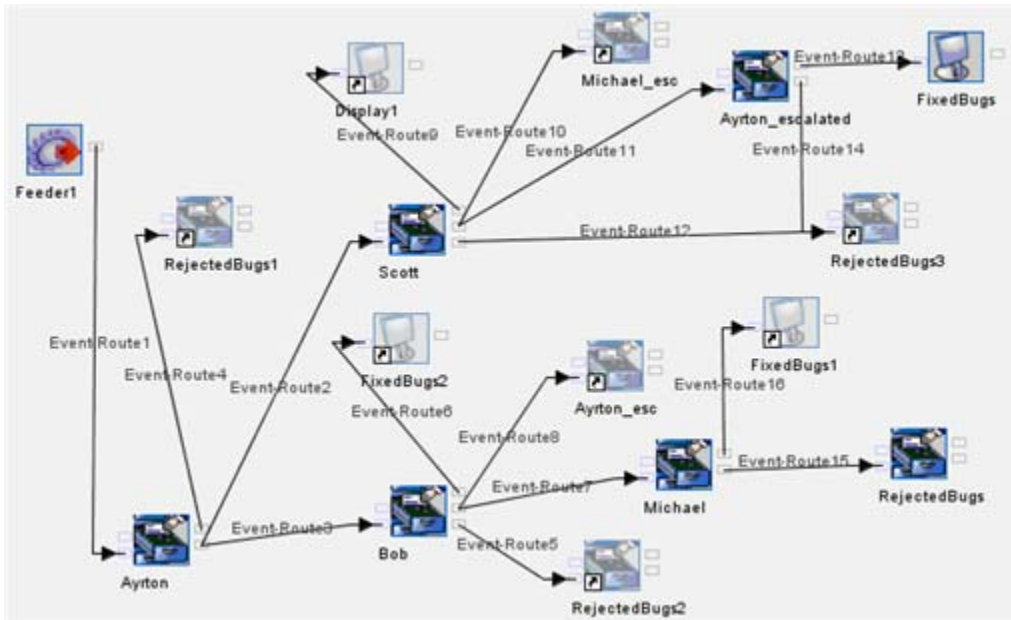 Michael_esc
Event-Route13
FixedBugs
Display1
Ayrton_escalated
Event-Route9
Event-Route10
Event-Route11
Event-Route14
Feeder1
RejectedBugs1
Scott
Event-Route12
RejectedBugs3
Event-Route1
Event-Route4
Event-Route2
FixedBugs2
Event-Route6
Ayrton_esc
FixedBugs1
Event-Route16
Event-Route8
Event-Route7
Michael
Event-Route15
RejectedBugs
Ayrton
Event-Route3
Bob
Event-Route5
RejectedBugs2